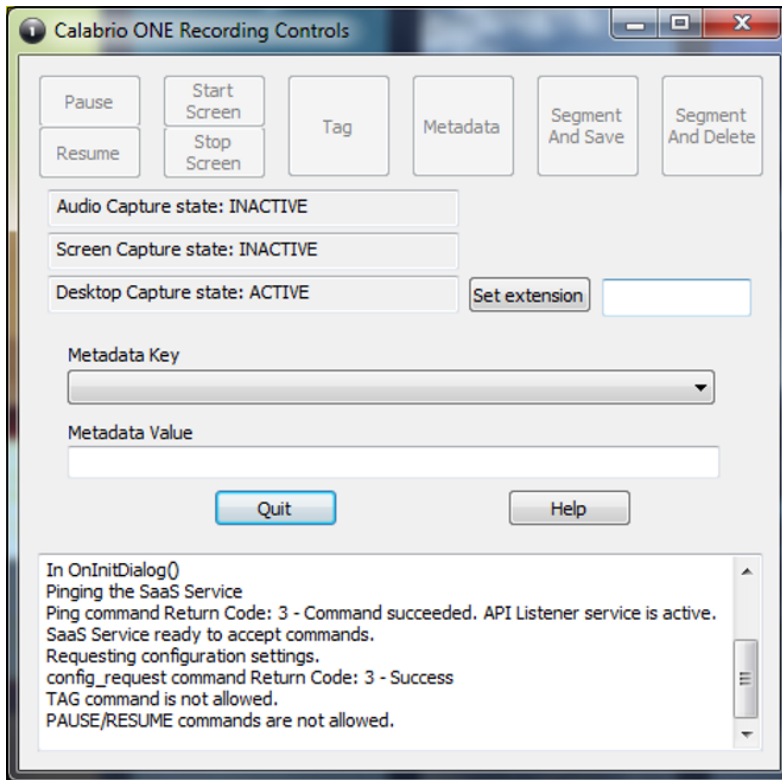 Calabrio ONE Recording Controls
Pause
Resume
Start
Screen
Stop
Screen
Tag
Metadata
Segment
And Save
Segment
And Delete
Audio Capture state: INACTIVE
Screen Capture state: INACTIVE
Desktop Capture state: ACTIVE
Set extension
Metadata Key
Metadata Value
Quit
Help
In OnInitDialog()
Pinging the SaaS Service
Ping command Return Code: 3 - Command succeeded. API Listener service is active.
SaaS Service ready to accept commands.
Requesting configuration settings.
config_request command Return Code: 3 - Success
TAG command is not allowed.
PAUSE/RESUME commands are not allowed.